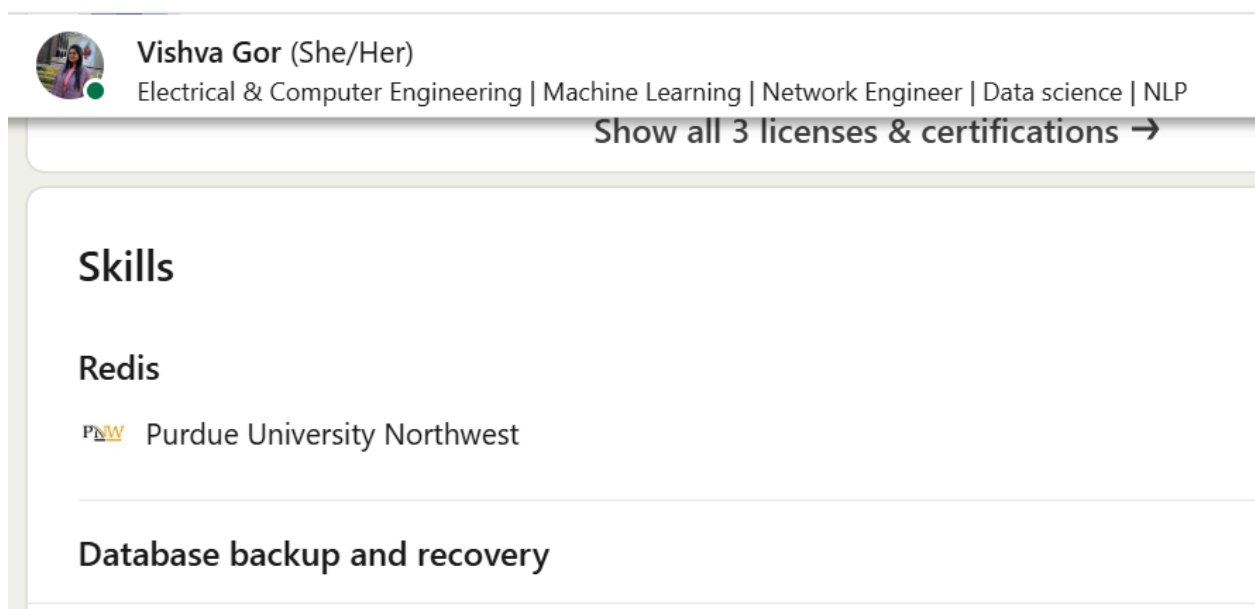 Vishva Gor (She/Her)
Electrical & Computer Engineering | Machine Learning | Network Engineer | Data science | NLP
Show all 3 licenses & certifications →
Skills
Redis
PNW Purdue University Northwest
Database backup and recovery